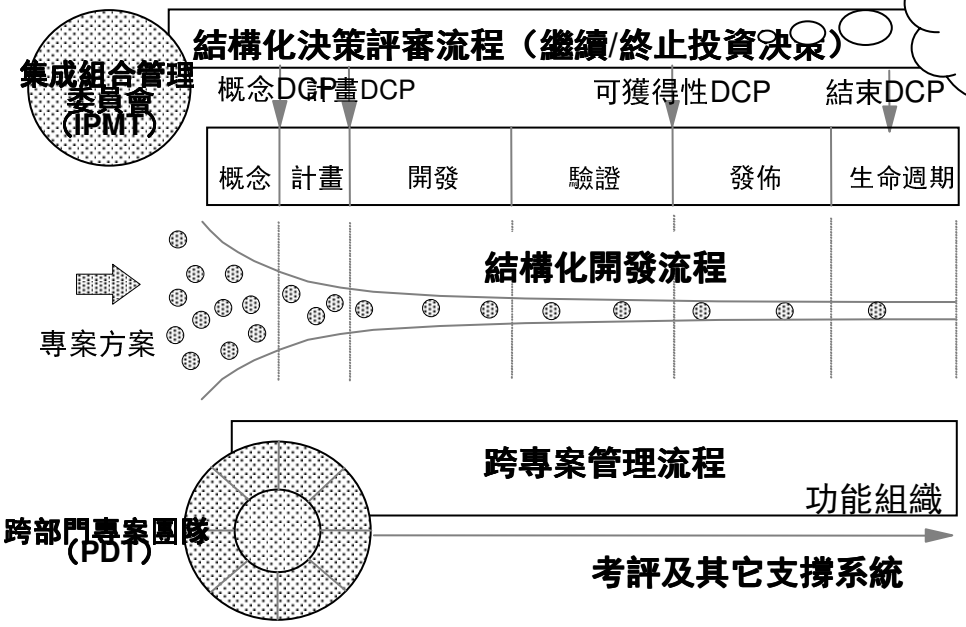 結構化決策評審流程（繼續/終止投資決策）
集成組合管理
委員會
（IPMT）
概念DCP
計畫DCP
可獲得性DCP
結束DCP
概念
計畫
開發
驗證
發佈
生命週期
結構化開發流程
專案方案
跨專案管理流程
功能組織
跨部門專案團隊
（PDT）
考評及其它支撐系統